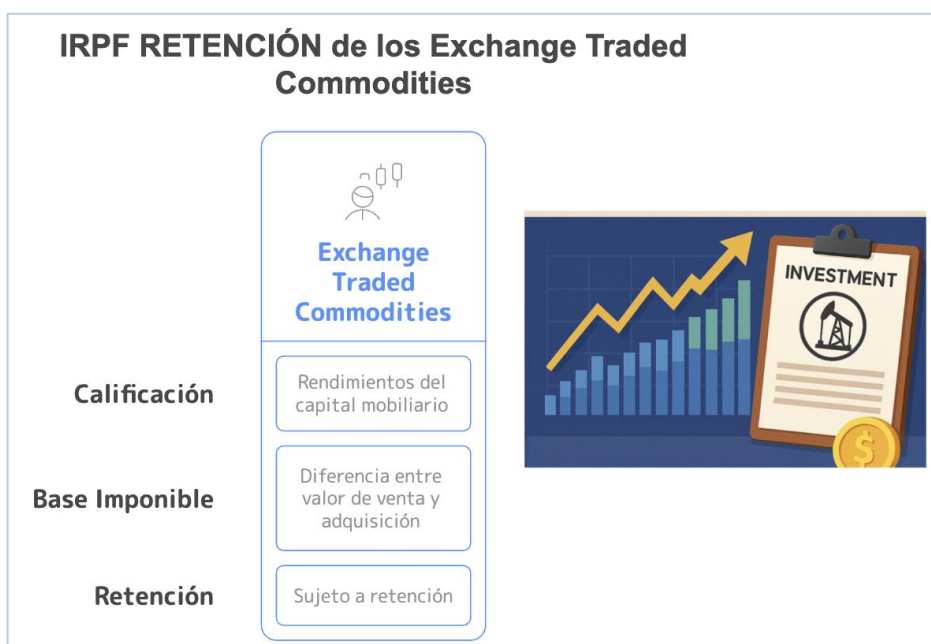 IRPF RETENCIÓN de los Exchange Traded
Commodities
Exchange
Traded
Commodities
Calificación
Rendimientos del
capital mobiliario
Base Imponible
Diferencia entre
valor de venta y
adquisición
Retención
Sujeto a retención
INVESTMENT
$